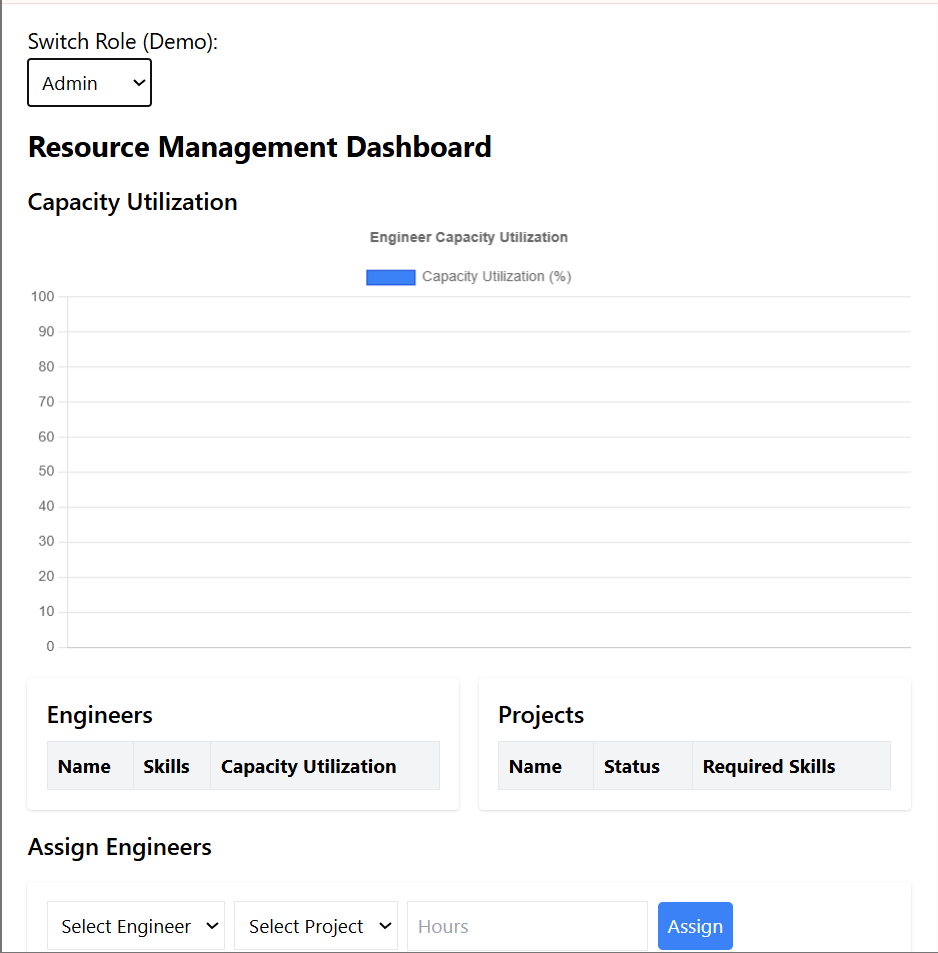 Switch Role (Demo):
Admin
Resource Management Dashboard
Capacity Utilization
Engineer Capacity Utilization
Capacity Utilization (%)
100
90
80
70
60
50
40
30
20
10
0
Engineers
Name Skills Capacity Utilization
Projects
Name Status Required Skills
Assign Engineers
Select Engineer Select Project Hours Assign